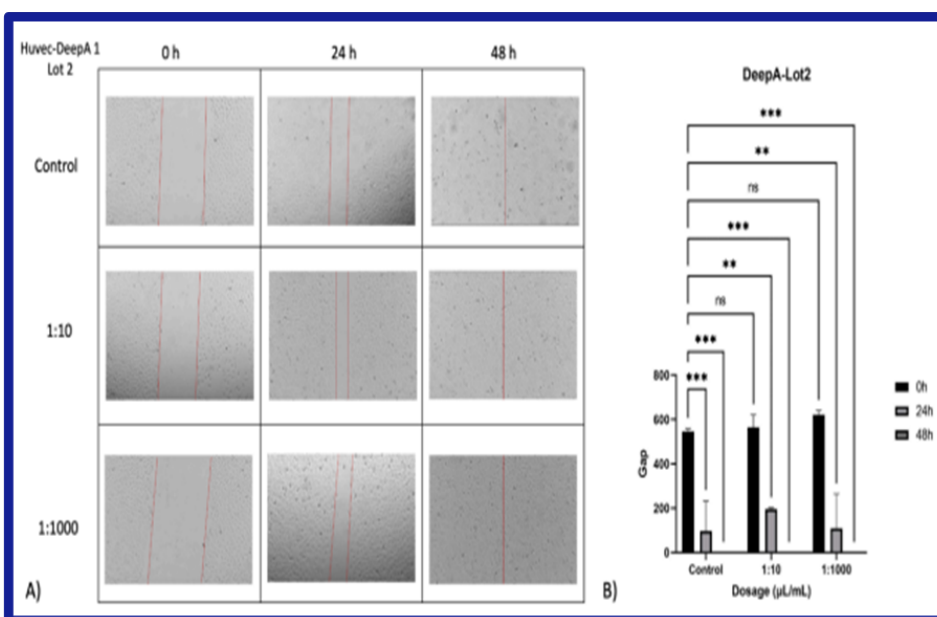 Huvec-DeepA 1
Lot 2
0 h
24 h
48 h
Control
1:10
1:1000
A)
DeepA-Lot2
***
**
ns
***
**
ns
***
***
800
600
400
200
0
Gap
Control
1:10
1:1000
Dosage (µL/mL)
0h
24h
48h
B)